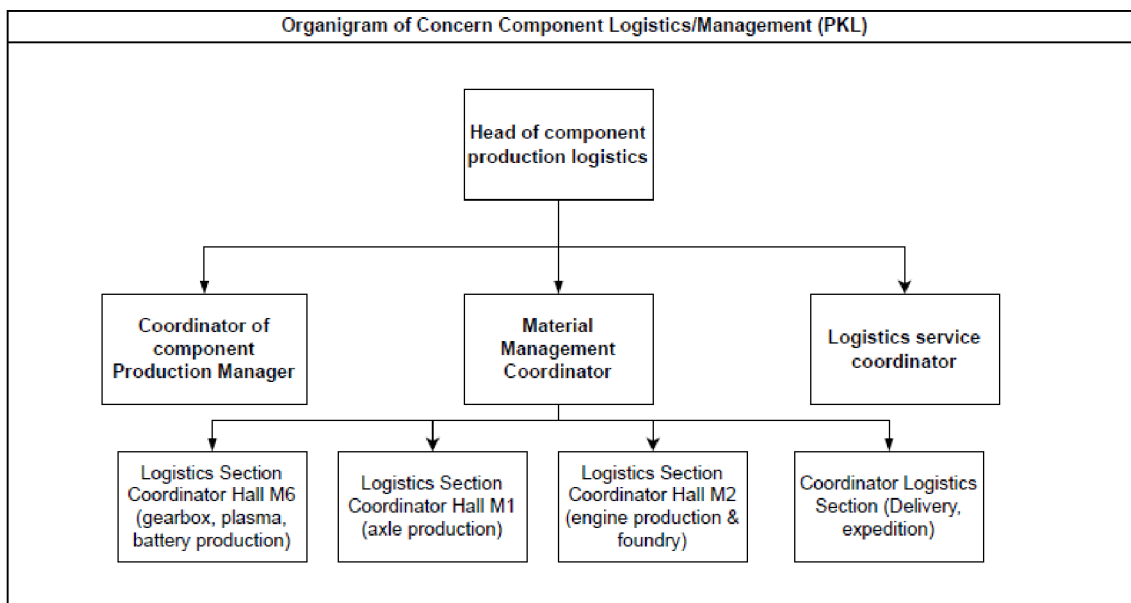 Organigram of Concern Component Logistics/Management (PKL)
Head of component
production logistics
Coordinator of
component
Production Manager
Material
Management
Coordinator
Logistics service
coordinator
Logistics Section
Coordinator Hall M6
(gearbox, plasma,
battery production)
Logistics Section
Coordinator Hall M1
(axle production)
Logistics Section
Coordinator Hall M2
(engine production &
foundry)
Coordinator Logistics
Section (Delivery,
expedition)